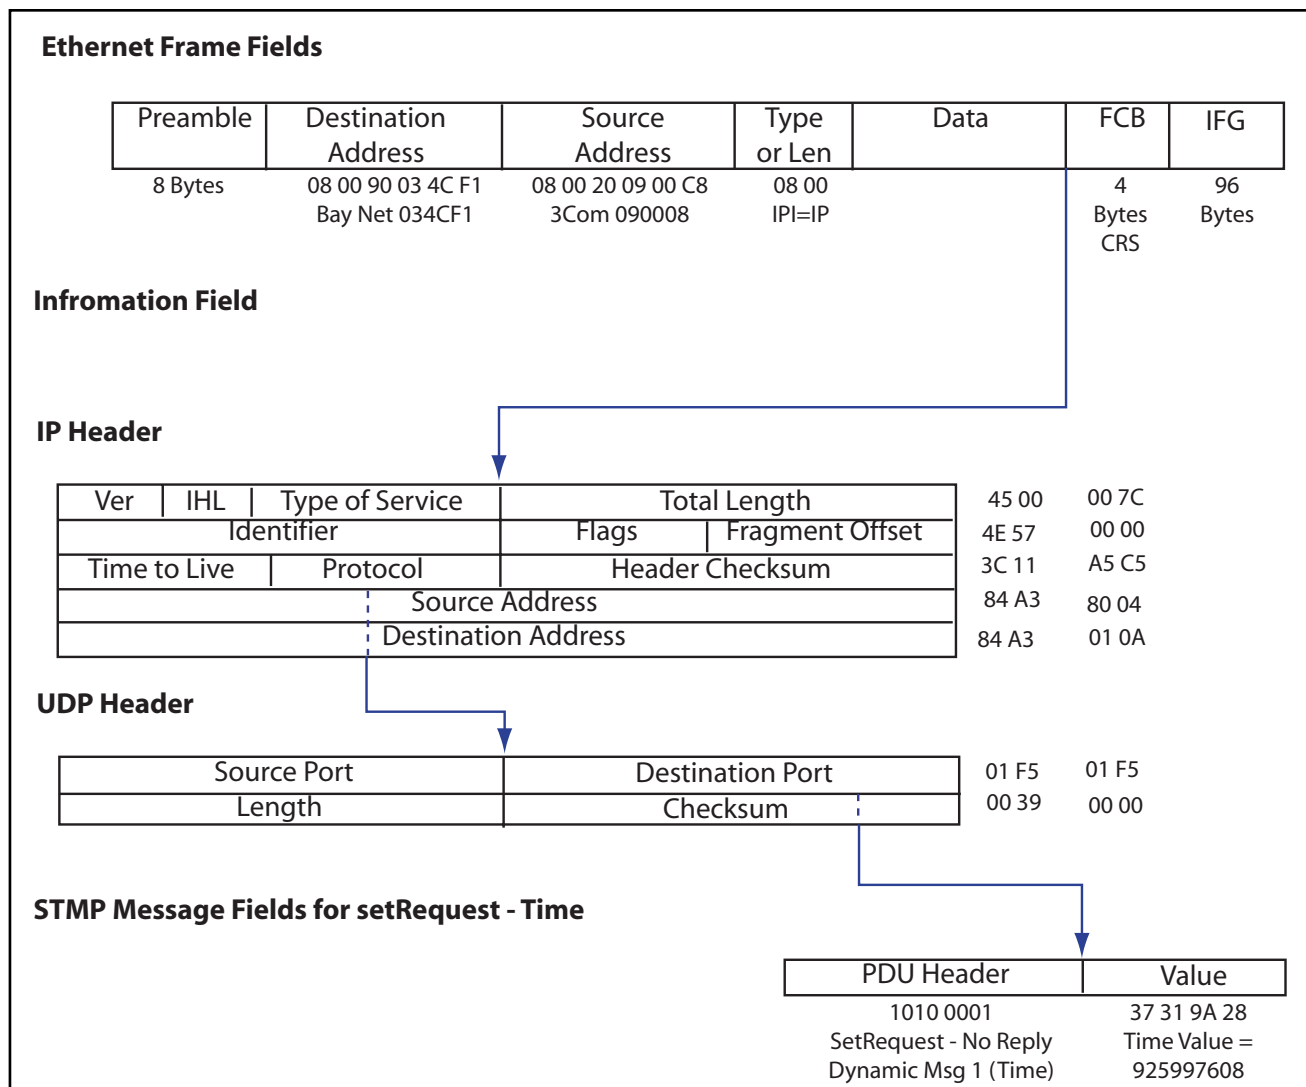 Ethernet Frame Fields
Preamble Destination Address Source Address Type or Len Data FCB IFG
8 Bytes 08 00 90 03 4C F1 08 00 20 09 00 C8 08 00 4 96
Bay Net 034CF1 3Com 090008 IPI=IP Bytes Bytes
CRS
Infromation Field
IP Header
Ver IHL Type of Service Total Length 45 00 00 7C
Identifier Flags Fragment Offset 4E 57 00 00
Time to Live Protocol Header Checksum 3C 11 A5 C5
Source Address 84 A3 80 04
Destination Address 84 A3 01 0A
UDP Header
Source Port Destination Port 01 F5 01 F5
Length Checksum 00 39 00 00
STMP Message Fields for setRequest - Time
PDU Header Value
1010 0001 37 31 9A 28
SetRequest - No Reply Time Value =
Dynamic Msg 1 (Time) 925997608